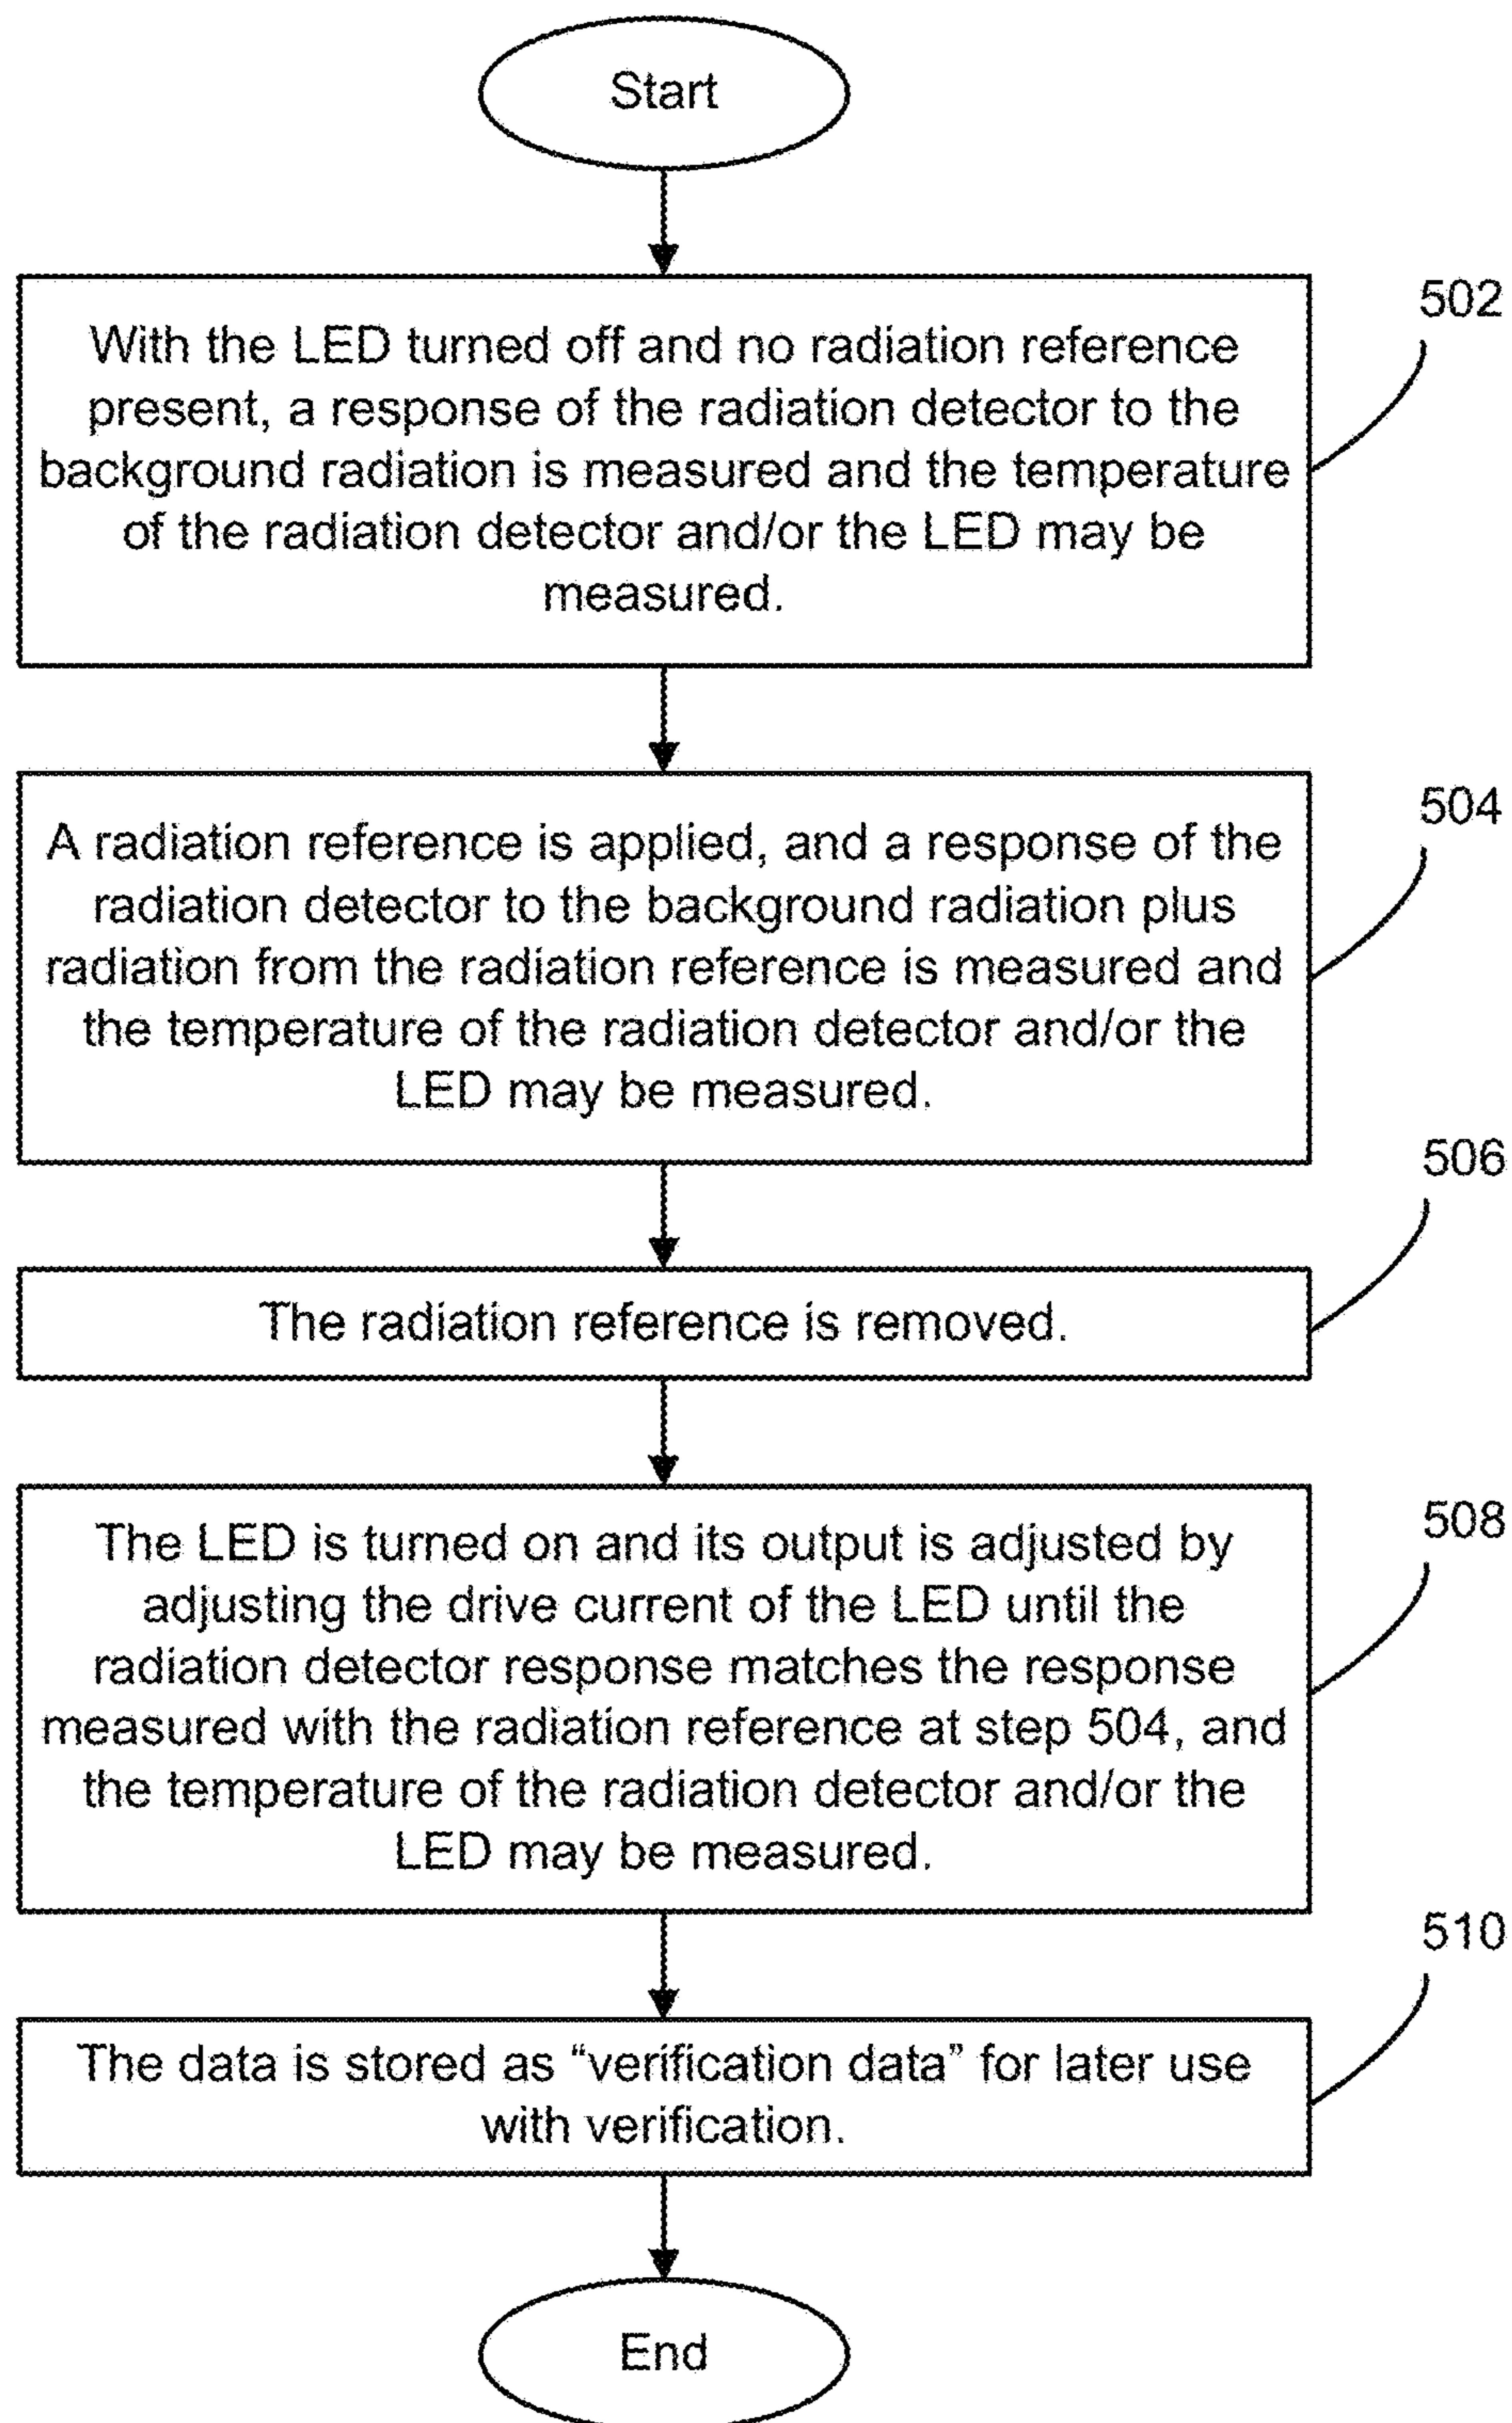 Start
502
With the LED turned off and no radiation reference
present, a response of the radiation detector to the
background radiation is measured and the temperature
of the radiation detector and/or the LED may be
measured.
504
A radiation reference is applied, and a response of the
radiation detector to the background radiation plus
radiation from the radiation reference is measured and
the temperature of the radiation detector and/or the
LED may be measured.
506
The radiation reference is removed.
508
The LED is turned on and its output is adjusted by
adjusting the drive current of the LED until the
radiation detector response matches the response
measured with the radiation reference at step 504, and
the temperature of the radiation detector and/or the
LED may be measured.
510
The data is stored as “verification data” for later use
with verification.
End